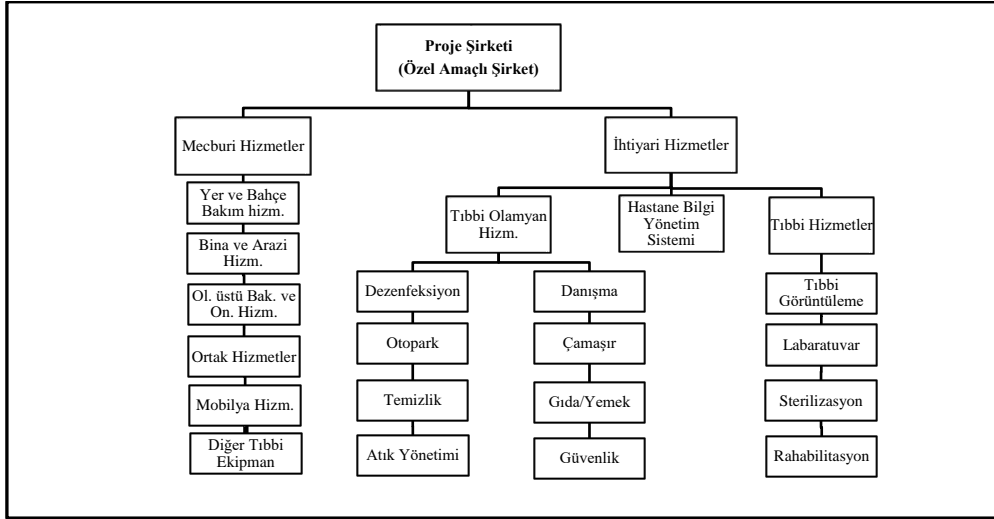 Proje Şirketi
(Özel Amaçlı Şirket)
Mecburi Hizmetler
İhtiyari Hizmetler
Yer ve Bahçe
Bakım hizm.
Bina ve Arazi
Hizm.
Ol. üstü Bak. ve
On. Hizm.
Ortak Hizmetler
Mobilya Hizm.
Diğer Tıbbi
Ekipman
Tıbbi Olamyan
Hizm.
Hastane Bilgi
Yönetim
Sistemi
Tıbbi Hizmetler
Dezenfeksiyon
Otopark
Temizlik
Atık Yönetimi
Danışma
Çamaşır
Gıda/Yemek
Güvenlik
Tıbbi
Görüntüleme
Labaratuvar
Sterilizasyon
Rahabilitasyon